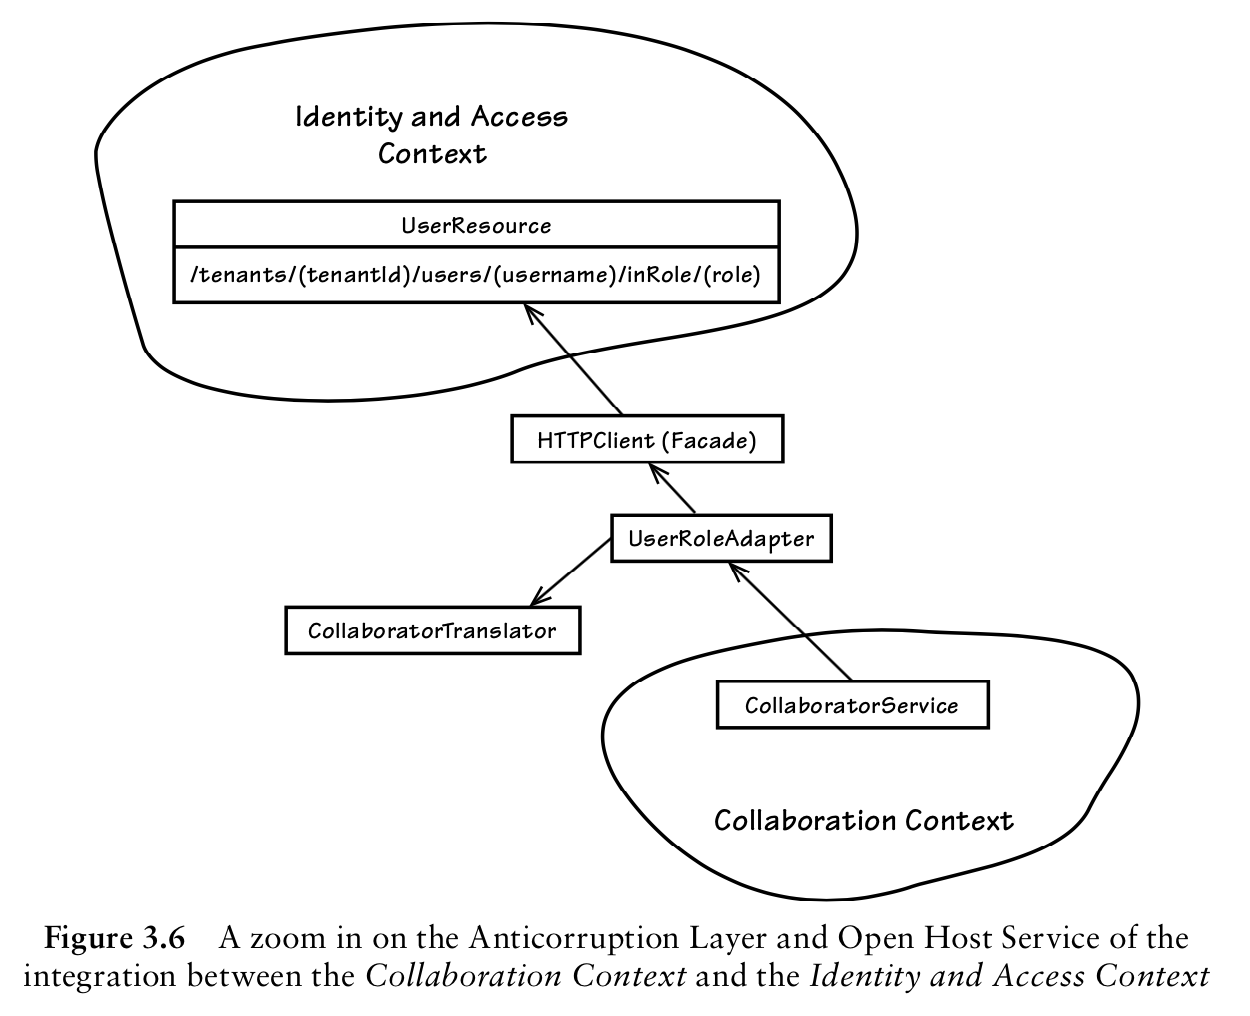 Identity and Access
Context
UserResource
/tenants/(tenantId)/users/(username)/inRole/(role)
HTTPClient (Facade)
UserRoleAdapter
CollaboratorTranslator
CollaboratorService
Collaboration Context
Figure 3.6 A zoom in on the Anticorruption Layer and Open Host Service of the
integration between the Collaboration Context and the Identity and Access Context